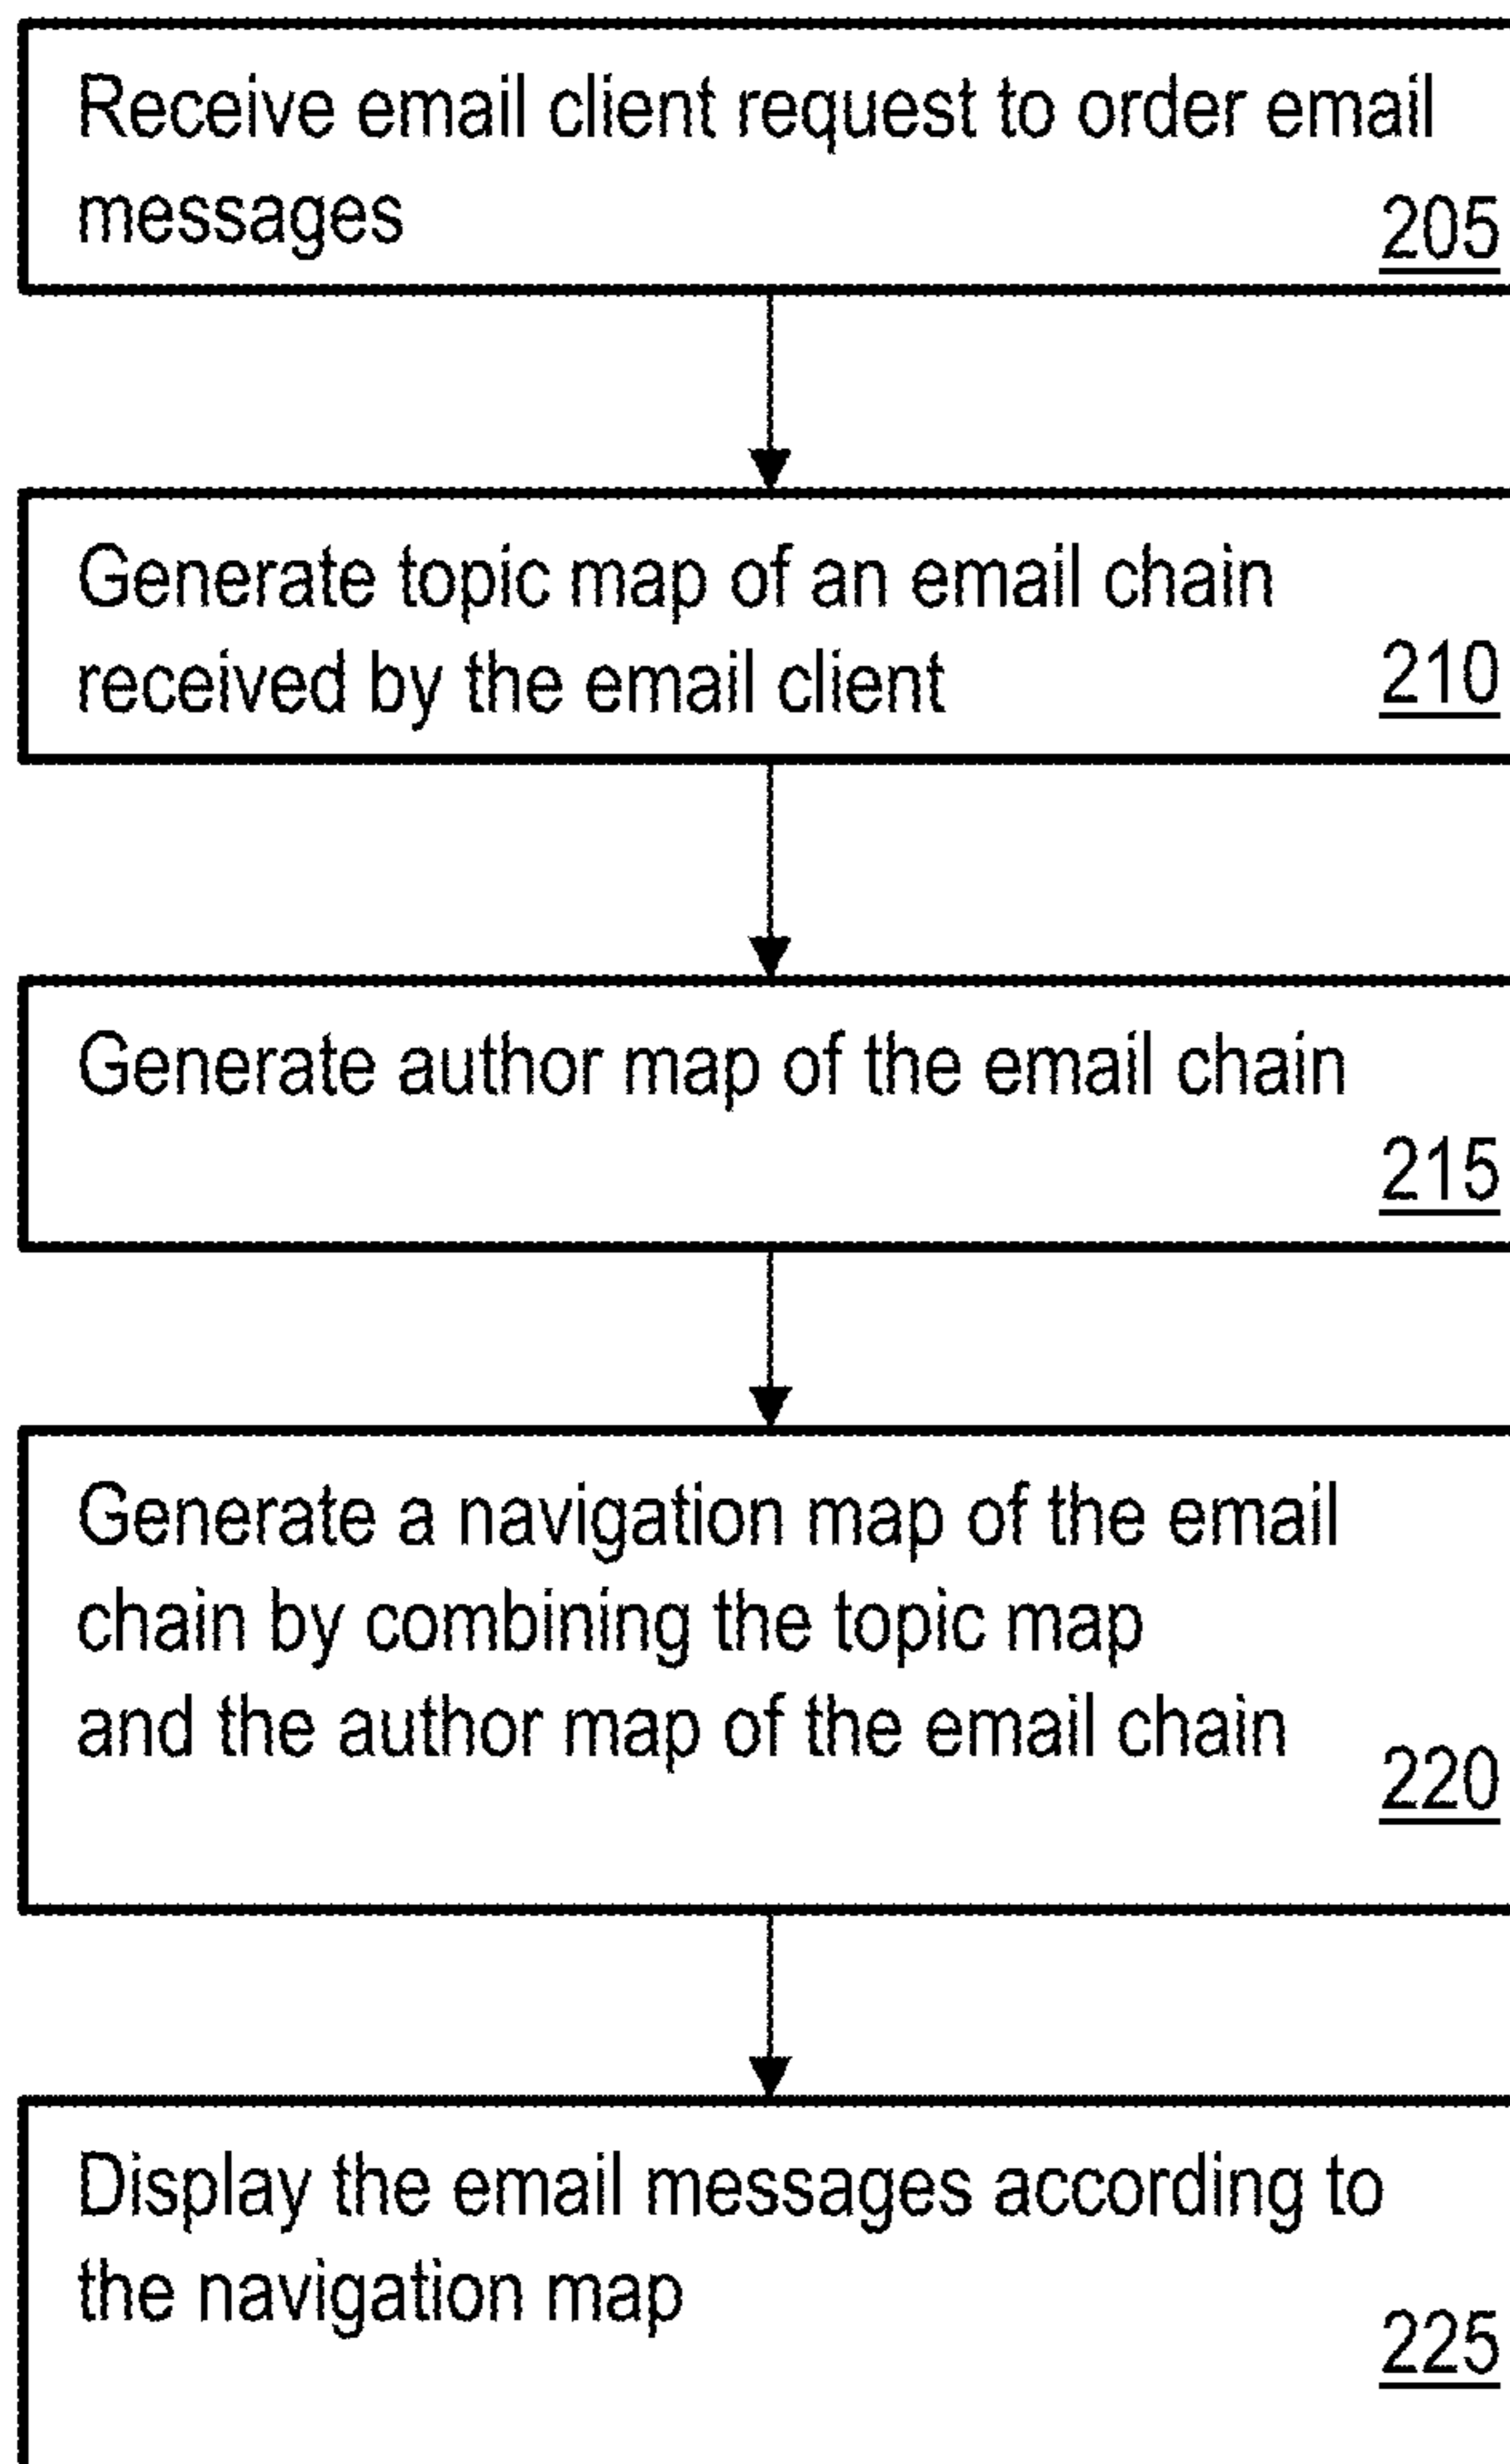 Receive email client request to order email
messages
205
Generate topic map of an email chain
received by the email client
210
Generate author map of the email chain
215
Generate a navigation map of the email
chain by combining the topic map
and the author map of the email chain
220
Display the email messages according to
the navigation map
225